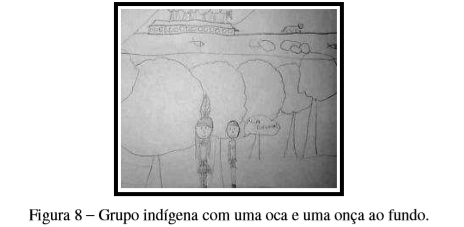 Figura 8 – Grupo indígena com uma oca e uma onça ao fundo.